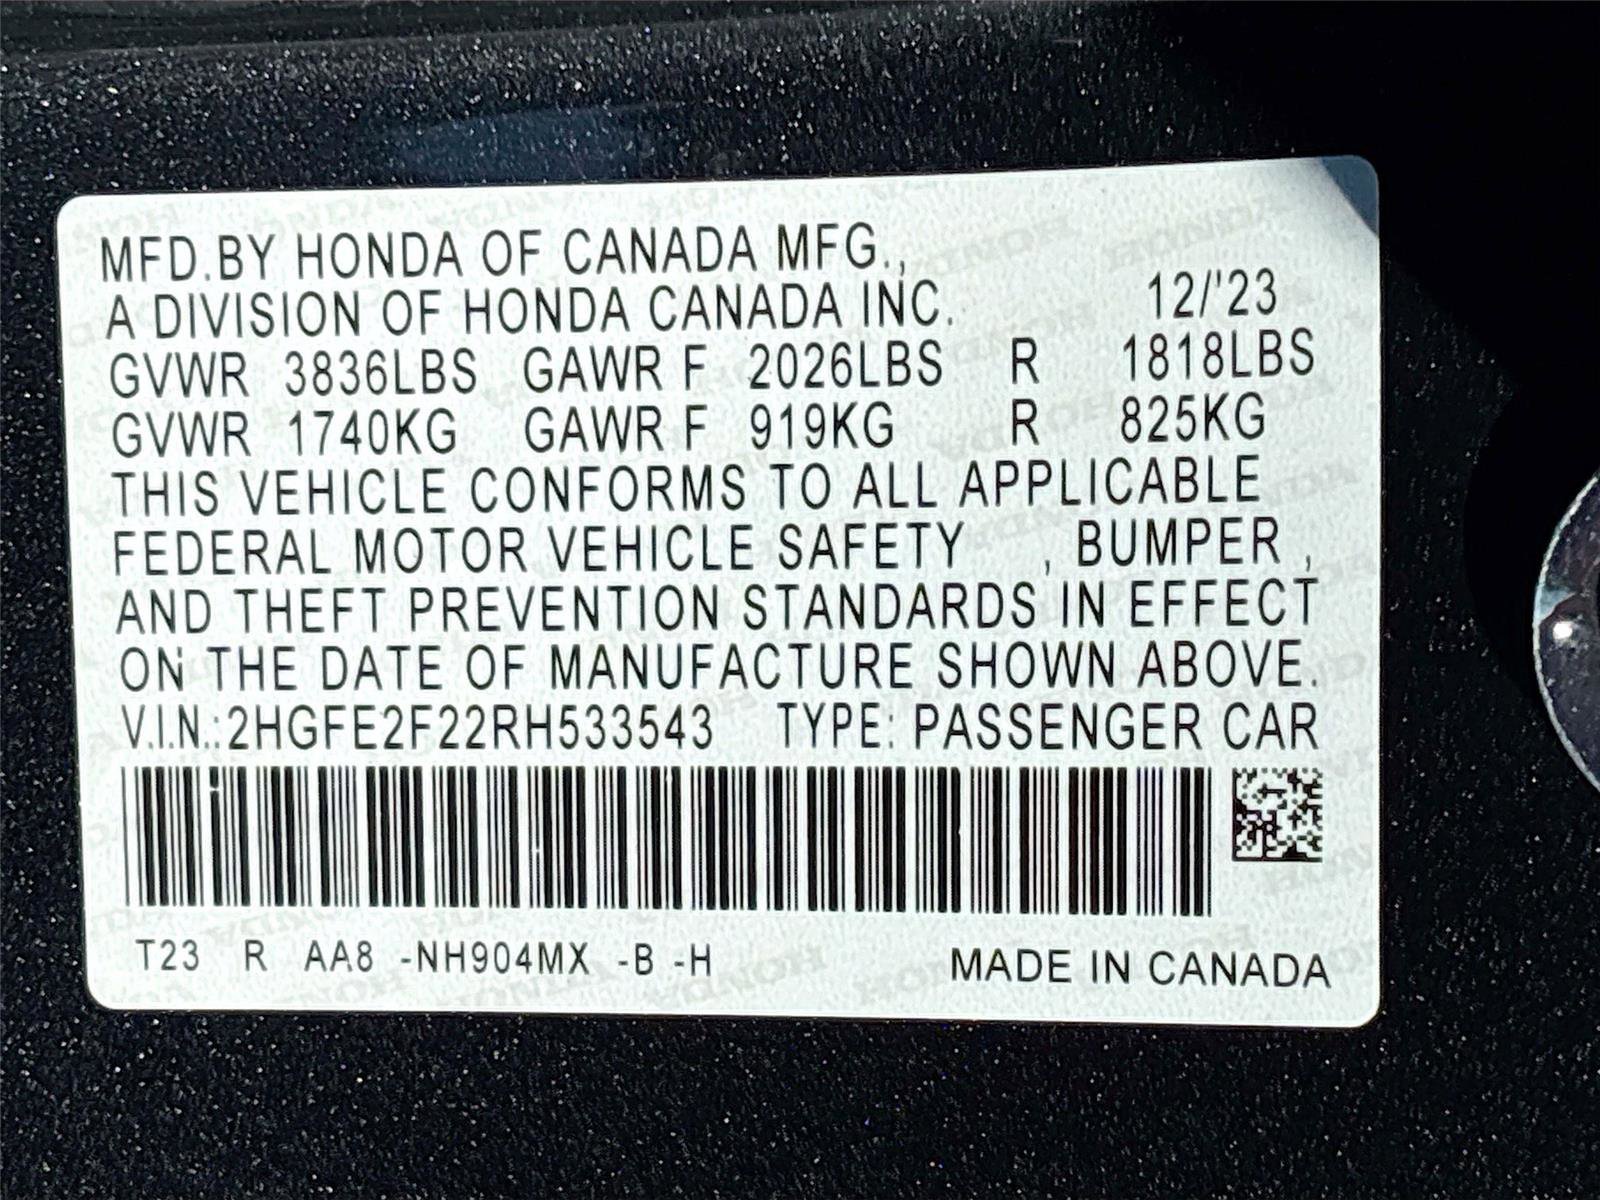 MFD.BY HONDA OF CANADA MFG.,
A DIVISION OF HONDA CANADA INC. 12/'23
GVWR 3836LBS GAWR F 2026LBS R 1818LBS
GVWR 1740KG GAWR F 919KG R 825KG
THIS VEHICLE CONFORMS TO ALL APPLICABLE
FEDERAL MOTOR VEHICLE SAFETY , BUMPER ,
AND THEFT PREVENTION STANDARDS IN EFFECT
ON THE DATE OF MANUFACTURE SHOWN ABOVE.
V.I.N.:2HGFE2F22RH533543 TYPE: PASSENGER CAR
T23 R AA8 -NH904MX -B -H MADE IN CANADA